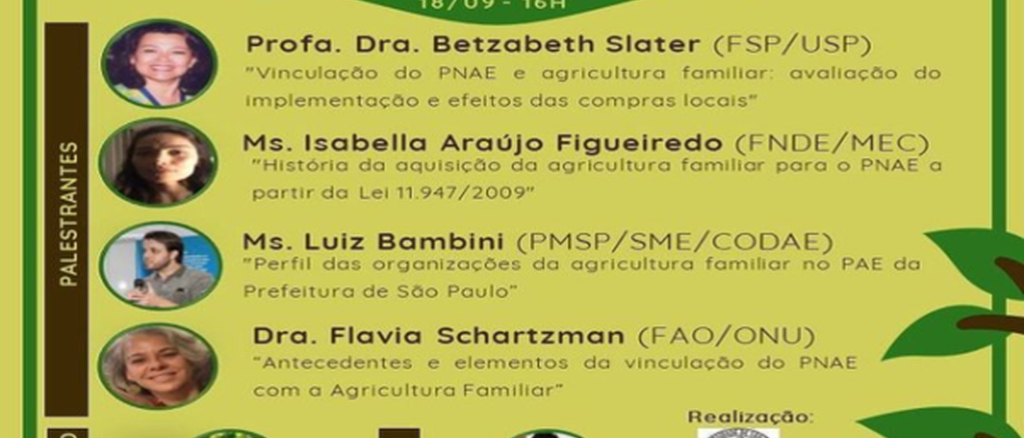 18/09 - 16H
PALESTRANTES
Profa. Dra. Betzabeth Slater (FSP/USP)
"Vinculação do PNAE e agricultura familiar: avaliação do
implementação e efeitos das compras locais"
Ms. Isabella Araújo Figueiredo (FNDE/MEC)
"História da aquisição da agricultura familiar para o PNAE a
partir da Lei 11.947/2009"
Ms. Luiz Bambini (PMSP/SME/CODAE)
"Perfil das organizações da agricultura familiar no PAE da
Prefeitura de São Paulo"
Dra. Flavia Schartzman (FAO/ONU)
"Antecedentes e elementos da vinculação do PNAE
com a Agricultura Familiar"
Realização: